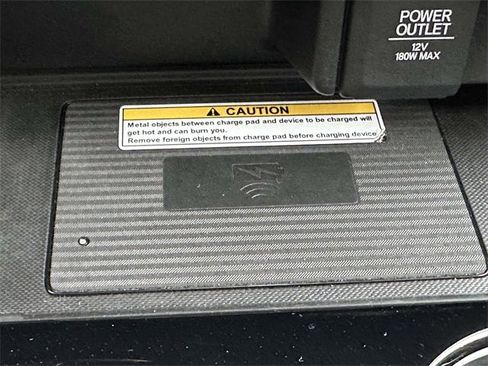 POWER
OUTLET
12V
180W MAX
CAUTION
Metal objects between charge pad and device to be charged will
get hot and can burn you.
Remove foreign objects from charge pad before charging device